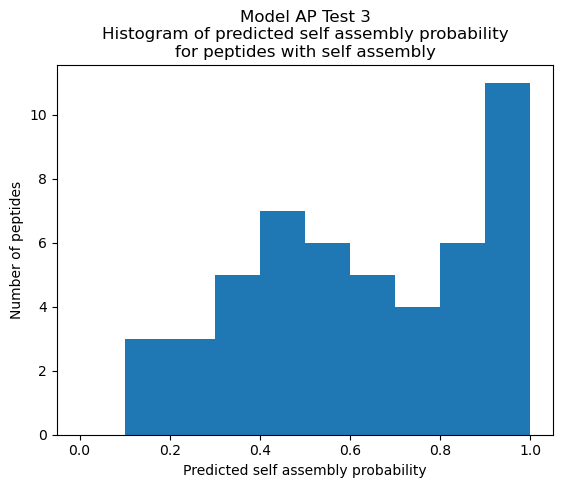 Model AP Test 3
Histogram of predicted self assembly probability
for peptides with self assembly
10
8
6
4
2
0
Number of peptides
0.0 0.2 0.4 0.6 0.8 1.0
Predicted self assembly probability